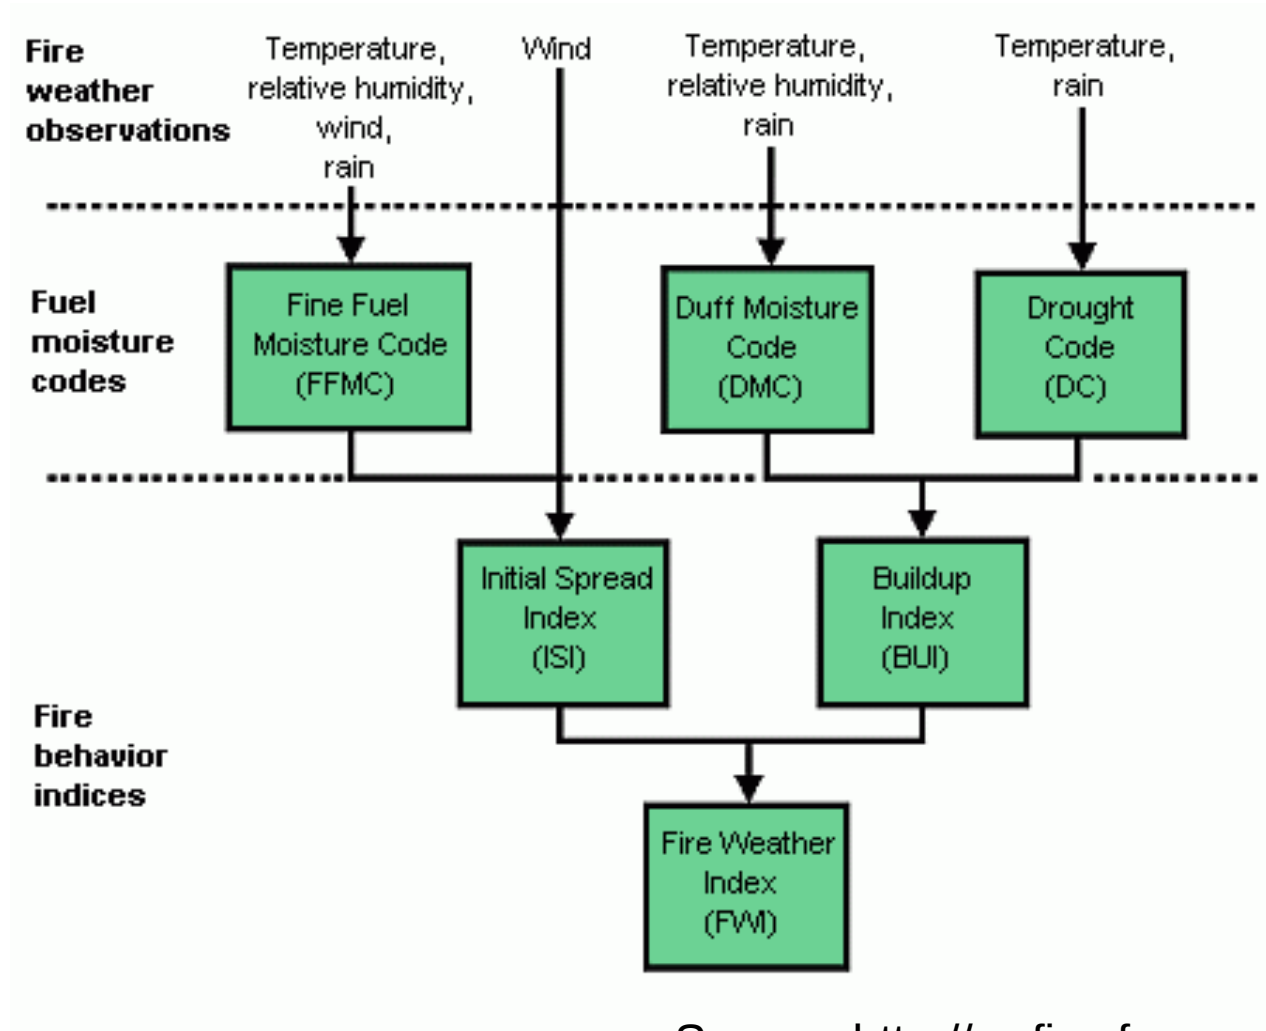 Fire
weather
observations
Temperature,
relative humidity,
wind,
rain
Wind
Temperature,
relative humidity,
rain
Temperature,
rain
Fuel
moisture
codes
Fine Fuel
Moisture Code
(FFMC)
Duff Moisture
Code
(DMC)
Drought
Code
(DC)
Fire
behavior
indices
Initial Spread
Index
(ISI)
Buildup
Index
(BUI)
Fire Weather
Index
(FWI)